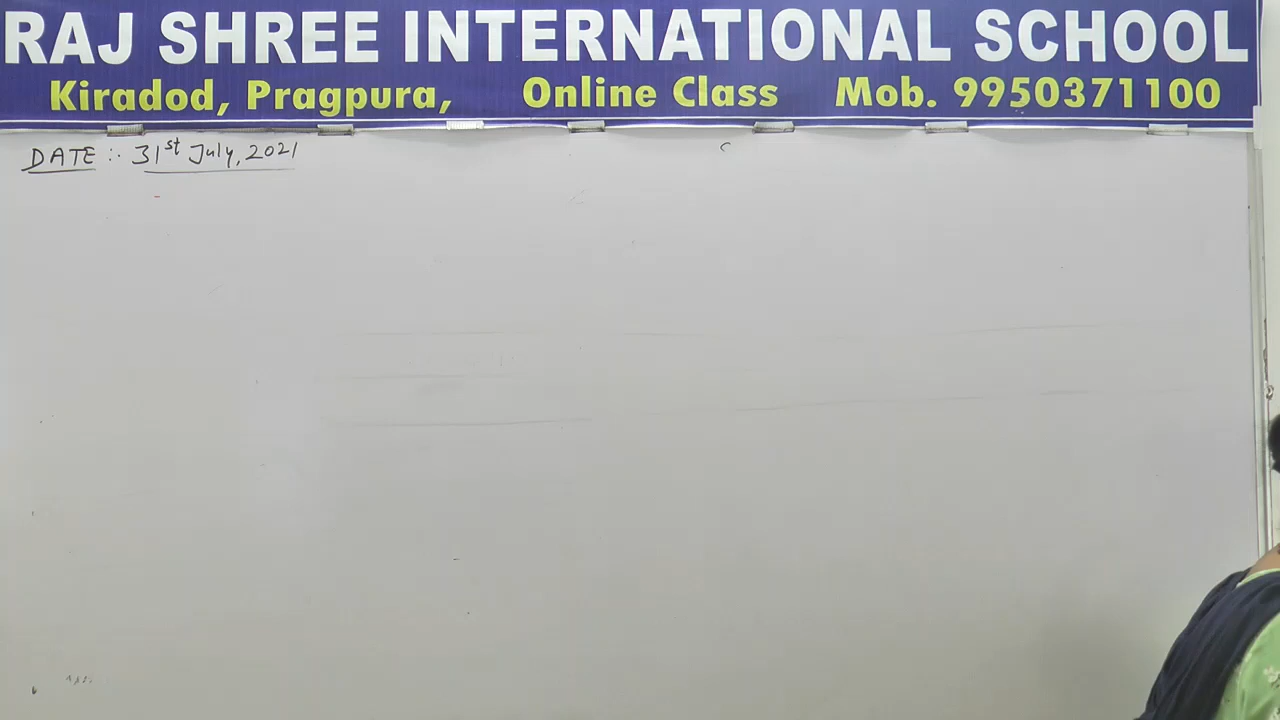 RAJ SHREE INTERNATIONAL SCHOOL
Kiradod, Pragpura, Online Class Mob. 9950371100
DATE :- 31st July, 2021